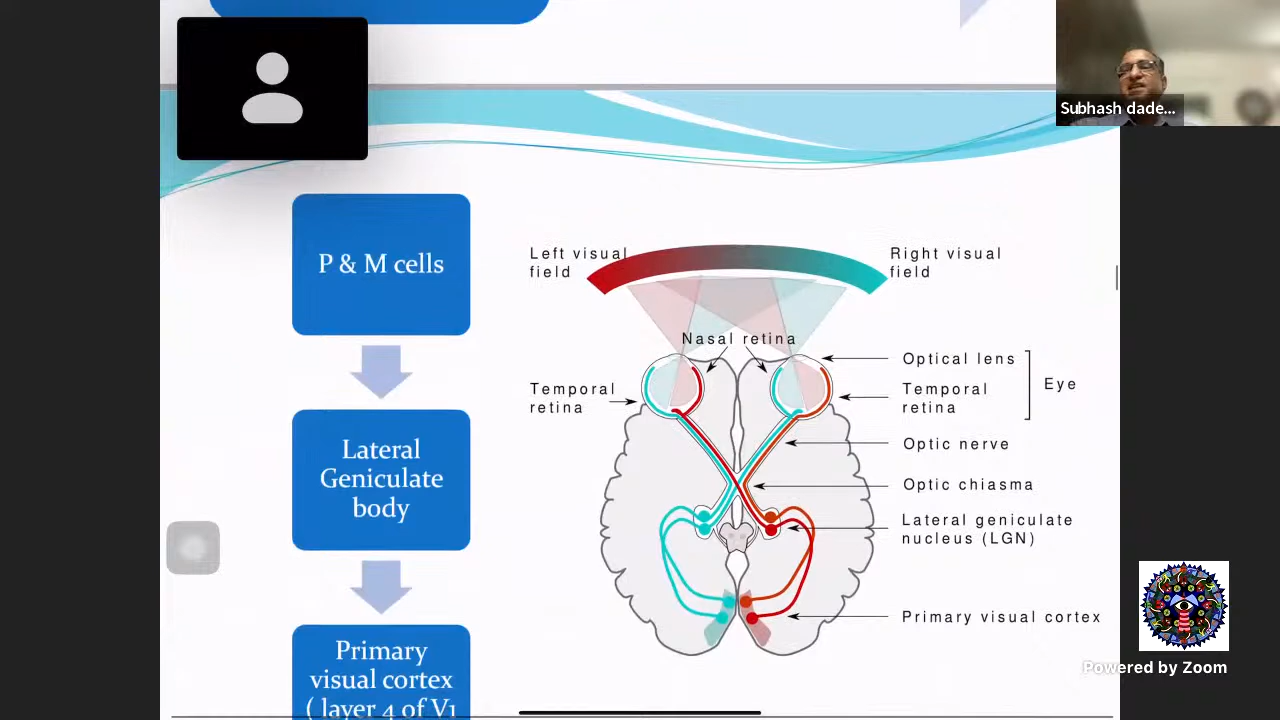 Subhash dade...
P & M cells
Lateral
Geniculate
body
Primary
visual cortex
( layer 4 of V1
Left visual
field
Right visual
field
Nasal retina
Temporal
retina
Optical lens
Temporal
retina
Eye
Optic nerve
Optic chiasma
Lateral geniculate
nucleus (LGN)
Primary visual cortex
Powered by Zoom